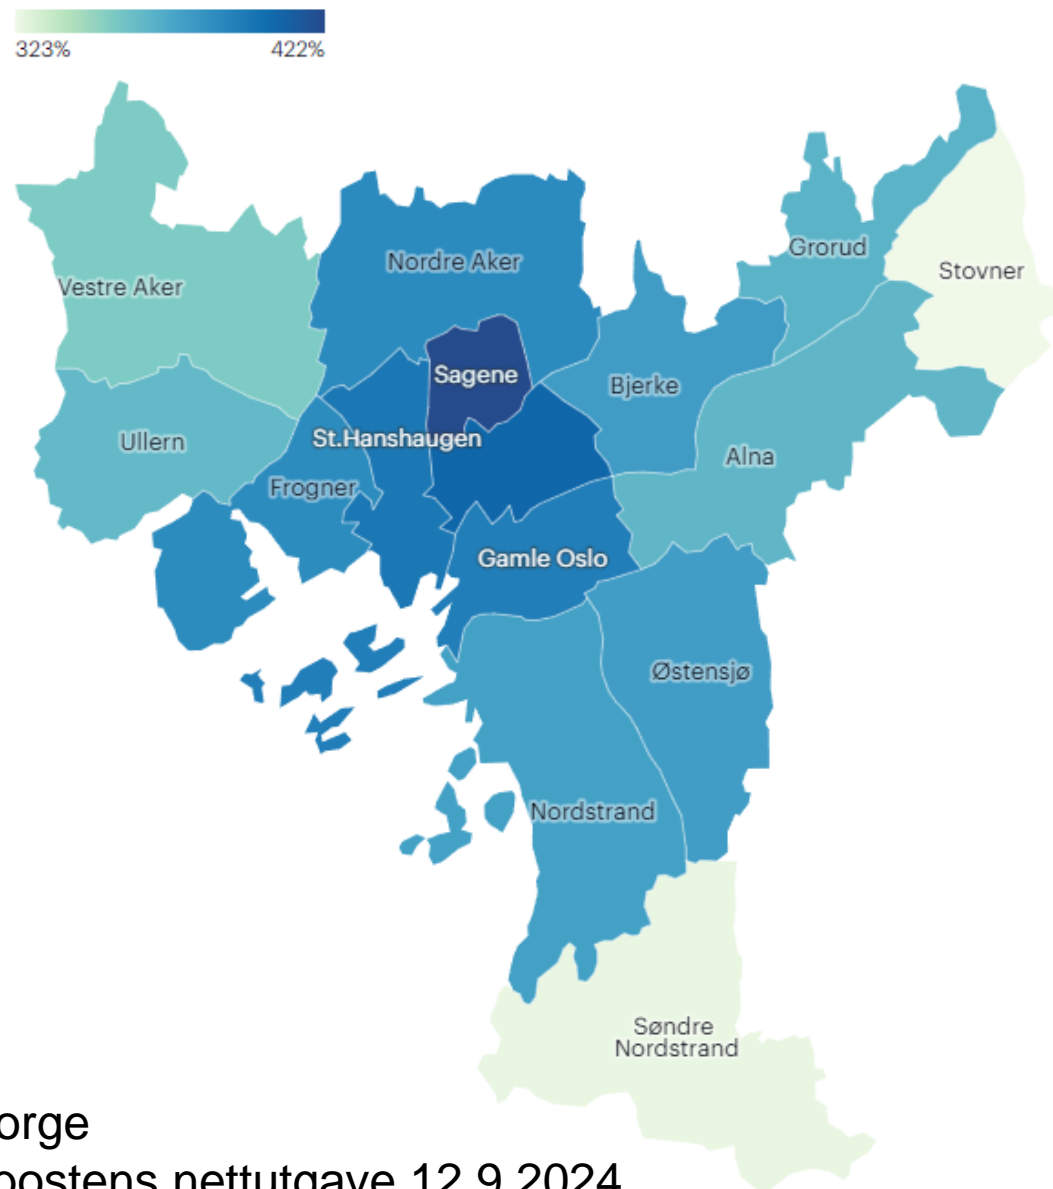 323% 422%
Nordre Aker
Grorud
Stovner
Vestre Aker
Sagene
Bjerke
Ullern
St.Hanshaugen
Alna
Frogner
Gamle Oslo
Østensjø
Nordstrand
Søndre
Nordstrand
orge
postens nettutgave 12.9.2024